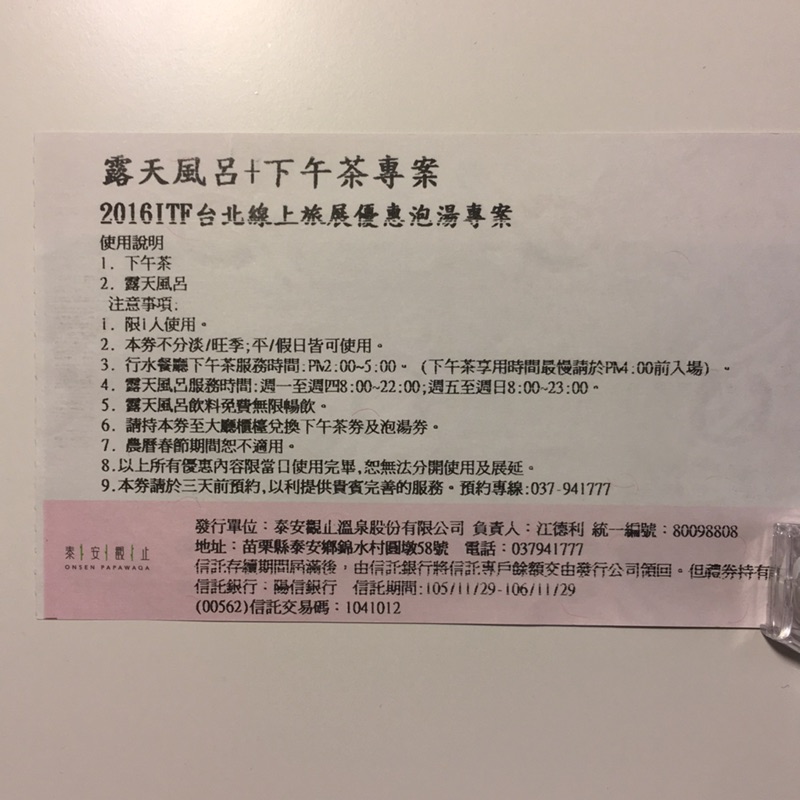 露天風呂+下午茶專案
2016ITF台北線上旅展優惠泡湯專案
使用說明
1. 下午茶
2. 露天風呂
注意事項:
1. 限1人使用。
2. 本券不分淡/旺季;平/假日皆可使用。
3. 行水餐廳下午茶服務時間:PM2:00~5:00。(下午茶享用時間最慢請於PM4:00前入場)。
4. 露天風呂服務時間:週一至週四8:00~22:00;週五至週日8:00~23:00。
5. 露天風呂飲料免費無限暢飲。
6. 請持本券至大廳櫃檯兌換下午茶券及泡湯券。
7. 農曆春節期間恕不適用。
8.以上所有優惠內容限當日使用完畢,恕無法分開使用及展延。
9.本券請於三天前預約,以利提供貴賓完善的服務。預約專線:037-941777
泰安觀止
ONSEN PAPAWAQA
發行單位:泰安觀止溫泉股份有限公司 負責人:江德利 統一編號:80098808
地址:苗栗縣泰安鄉錦水村圓墩58號 電話:037941777
信託存續期間屆滿後,由信託銀行將信託專戶餘額交由發行公司領回。但禮券持有
信託銀行:陽信銀行 信託期間:105/11/29-106/11/29
(00562)信託交易碼:1041012